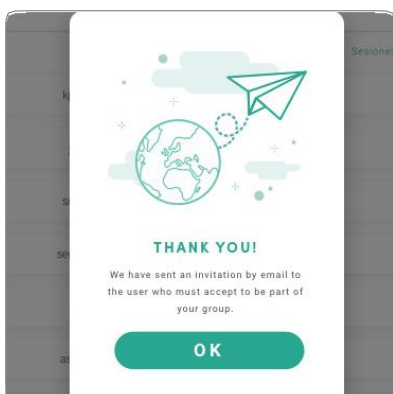 Sesiones
THANK YOU!
We have sent an invitation by email to
the user who must accept to be part of
your group.
OK